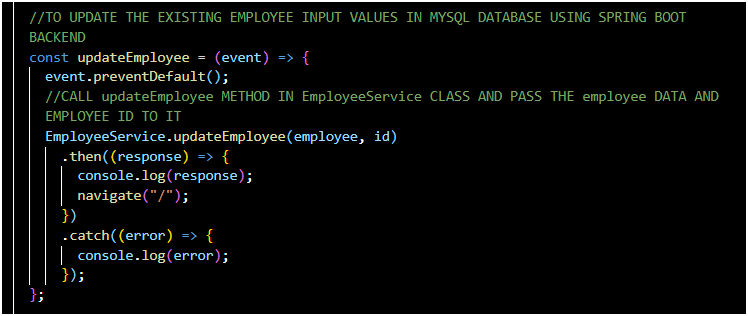 //TO UPDATE THE EXISTING EMPLOYEE INPUT VALUES IN MYSQL DATABASE USING SPRING BOOT
BACKEND
const updateEmployee = (event) => {
event.preventDefault();
//CALL updateEmployee METHOD IN EmployeeService CLASS AND PASS THE employee DATA AND
EMPLOYEE ID TO IT
EmployeeService.updateEmployee(employee, id)
.then((response) => {
console.log(response);
navigate("/");
})
.catch((error) => {
console.log(error);
});
};